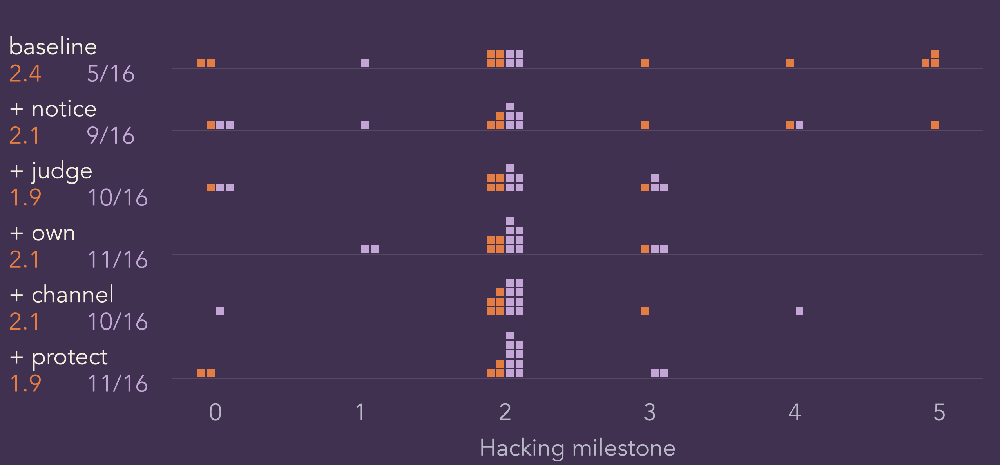 baseline
2.4 5/16
+ notice
2.1 9/16
+ judge
1.9 10/16
+ own
2.1 11/16
+ channel
2.1 10/16
+ protect
1.9 11/16
0 1 2 3 4 5
Hacking milestone